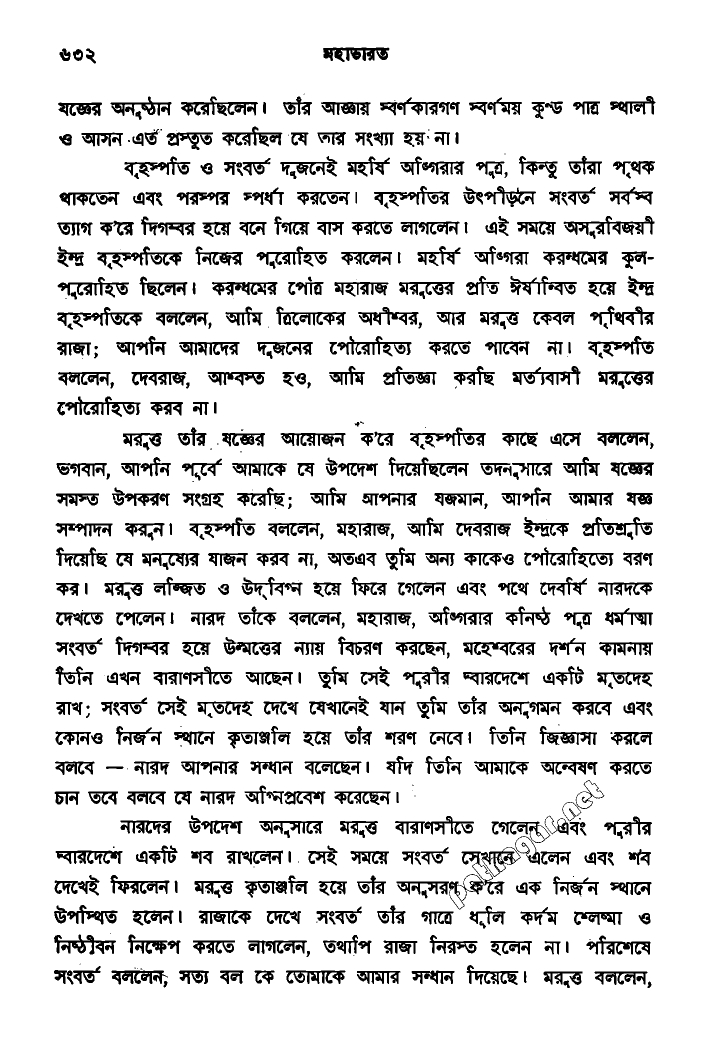 ৬৩২ মহাভারত
যজ্ঞের অনুষ্ঠান করেছিলেন। তাঁর আজ্ঞায় স্বর্ণকারগণ স্বর্ণময় কুন্ড পাত্র স্থালী
ও আসন এত প্রস্তুত করেছিল যে তার সংখ্যা হয় না।
বৃহস্পতি ও সংবর্ত দুজনেই মহর্ষি অঙ্গিরার পুত্র, কিন্তু তাঁরা পৃথক
থাকতেন এবং পরস্পর স্পর্ধা করতেন। বৃহস্পতির উৎপীড়নে সংবর্ত সর্বস্ব
ত্যাগ ক'রে দিগম্বর হয়ে বনে গিয়ে বাস করতে লাগলেন। এই সময়ে অসুরবিজয়ী
ইন্দ্র বৃহস্পতিকে নিজের পুরোহিত করলেন। মহর্ষি অঙ্গিরা করন্ধমের কুল-
পুরোহিত ছিলেন। করন্ধমের পৌত্র মহারাজ মরুত্তের প্রতি ঈর্ষান্বিত হয়ে ইন্দ্র
বৃহস্পতিকে বললেন, আমি ত্রিলোকের অধীশ্বর, আর মরুত্ত কেবল পৃথিবীর
রাজা; আপনি আমাদের দুজনের পৌরোহিত্য করতে পাবেন না। বৃহস্পতি
বললেন, দেবরাজ, আশ্বস্ত হও, আমি প্রতিজ্ঞা করছি মর্ত্যবাসী মরুত্তের
পৌরোহিত্য করব না।
মরুত্ত তাঁর যজ্ঞের আয়োজন ক'রে বৃহস্পতির কাছে এসে বললেন,
ভগবান, আপনি পূর্বে আমাকে যে উপদেশ দিয়েছিলেন তদনুসারে আমি যজ্ঞের
সমস্ত উপকরণ সংগ্রহ করেছি; আমি আপনার যজমান, আপনি আমার যজ্ঞ
সম্পাদন করুন। বৃহস্পতি বললেন, মহারাজ, আমি দেবরাজ ইন্দ্রকে প্রতিশ্রুতি
দিয়েছি যে মনুষ্যের যাজন করব না, অতএব তুমি অন্য কাকেও পৌরোহিত্যে বরণ
কর। মরুত্ত লজ্জিত ও উদ্‌বিগ্ন হয়ে ফিরে গেলেন এবং পথে দেবর্ষি নারদকে
দেখতে পেলেন। নারদ তাঁকে বললেন, মহারাজ, অঙ্গিরার কনিষ্ঠ পুত্র ধর্মাত্মা
সংবর্ত দিগম্বর হয়ে উন্মত্তের ন্যায় বিচরণ করছেন, মহেশ্বরের দর্শন কামনায়
তিনি এখন বারাণসীতে আছেন। তুমি সেই পুরীর দ্বারদেশে একটি মৃতদেহ
রাখ; সংবর্ত সেই মৃতদেহ দেখে যেখানেই যান তুমি তাঁর অনুগমন করবে এবং
কোনও নির্জন স্থানে কৃতাঞ্জলি হয়ে তাঁর শরণ নেবে। তিনি জিজ্ঞাসা করলে
বলবে — নারদ আপনার সন্ধান বলেছেন। যদি তিনি আমাকে অন্বেষণ করতে
চান তবে বলবে যে নারদ অগ্নিপ্রবেশ করেছেন।
নারদের উপদেশ অনুসারে মরুত্ত বারাণসীতে গেলেন এবং পুরীর
দ্বারদেশে একটি শব রাখলেন। সেই সময়ে সংবর্ত সেখানে এলেন এবং শব
দেখেই ফিরলেন। মরুত্ত কৃতাঞ্জলি হয়ে তাঁর অনুসরণ ক'রে এক নির্জন স্থানে
উপস্থিত হলেন। রাজাকে দেখে সংবর্ত তাঁর গাত্রে ধূলি কর্দম শ্লেষ্মা ও
নিষ্ঠীবন নিক্ষেপ করতে লাগলেন, তথাপি রাজা নিরস্ত হলেন না। পরিশেষে
সংবর্ত বললেন, সত্য বল কে তোমাকে আমার সন্ধান দিয়েছে। মরুত্ত বললেন,
pathagar.net